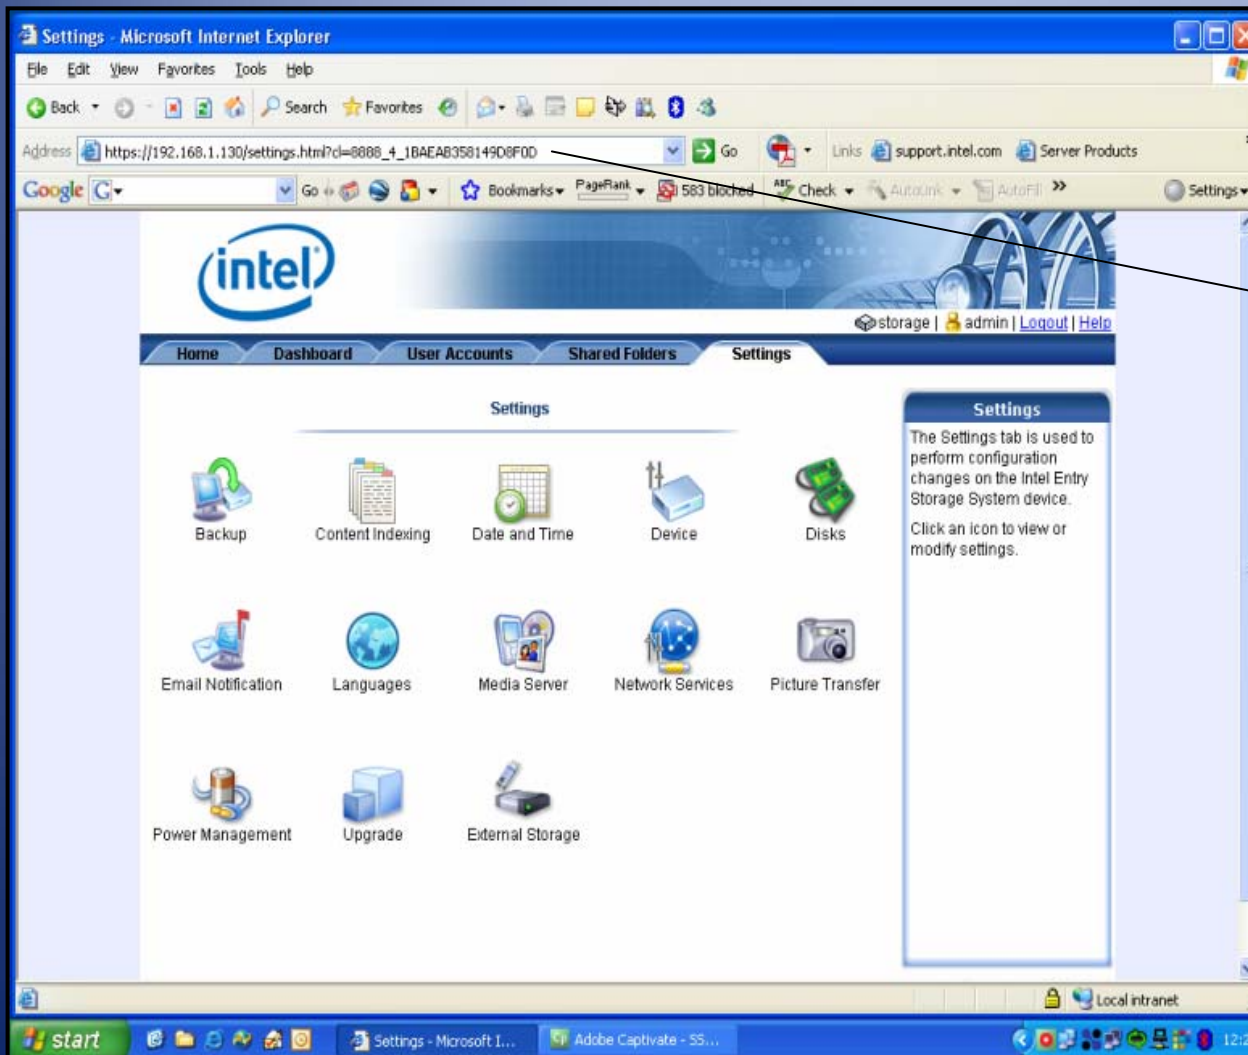 Settings - Microsoft Internet Explorer
File Edit View Favorites Tools Help
Back Search Favorites
Address https://192.168.1.130/settings.html?cl=8888_4_1BAEAB358149D8F0D Go Links support.intel.com Server Products
Google G Go Bookmarks PageRank 583 blocked ABC Check AutoLink AutoFill Settings
intel
storage | admin | Logout | Help
Home Dashboard User Accounts Shared Folders Settings
Settings
Backup Content Indexing Date and Time Device Disks
Email Notification Languages Media Server Network Services Picture Transfer
Power Management Upgrade External Storage
Settings
The Settings tab is used to
perform configuration
changes on the Intel Entry
Storage System device.
Click an icon to view or
modify settings.
Local intranet
start Settings - Microsoft I... Adobe Captivate - SS...